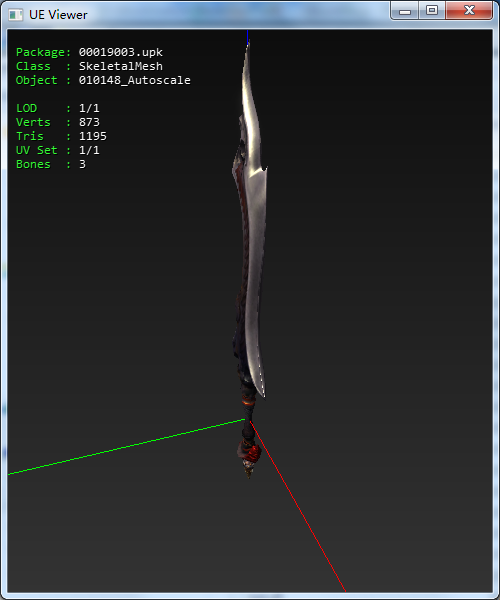 UE Viewer
Package: 00019003.upk
Class : SkeletalMesh
Object : 010148_Autoscale
LOD : 1/1
Verts : 873
Tris : 1195
UV Set : 1/1
Bones : 3